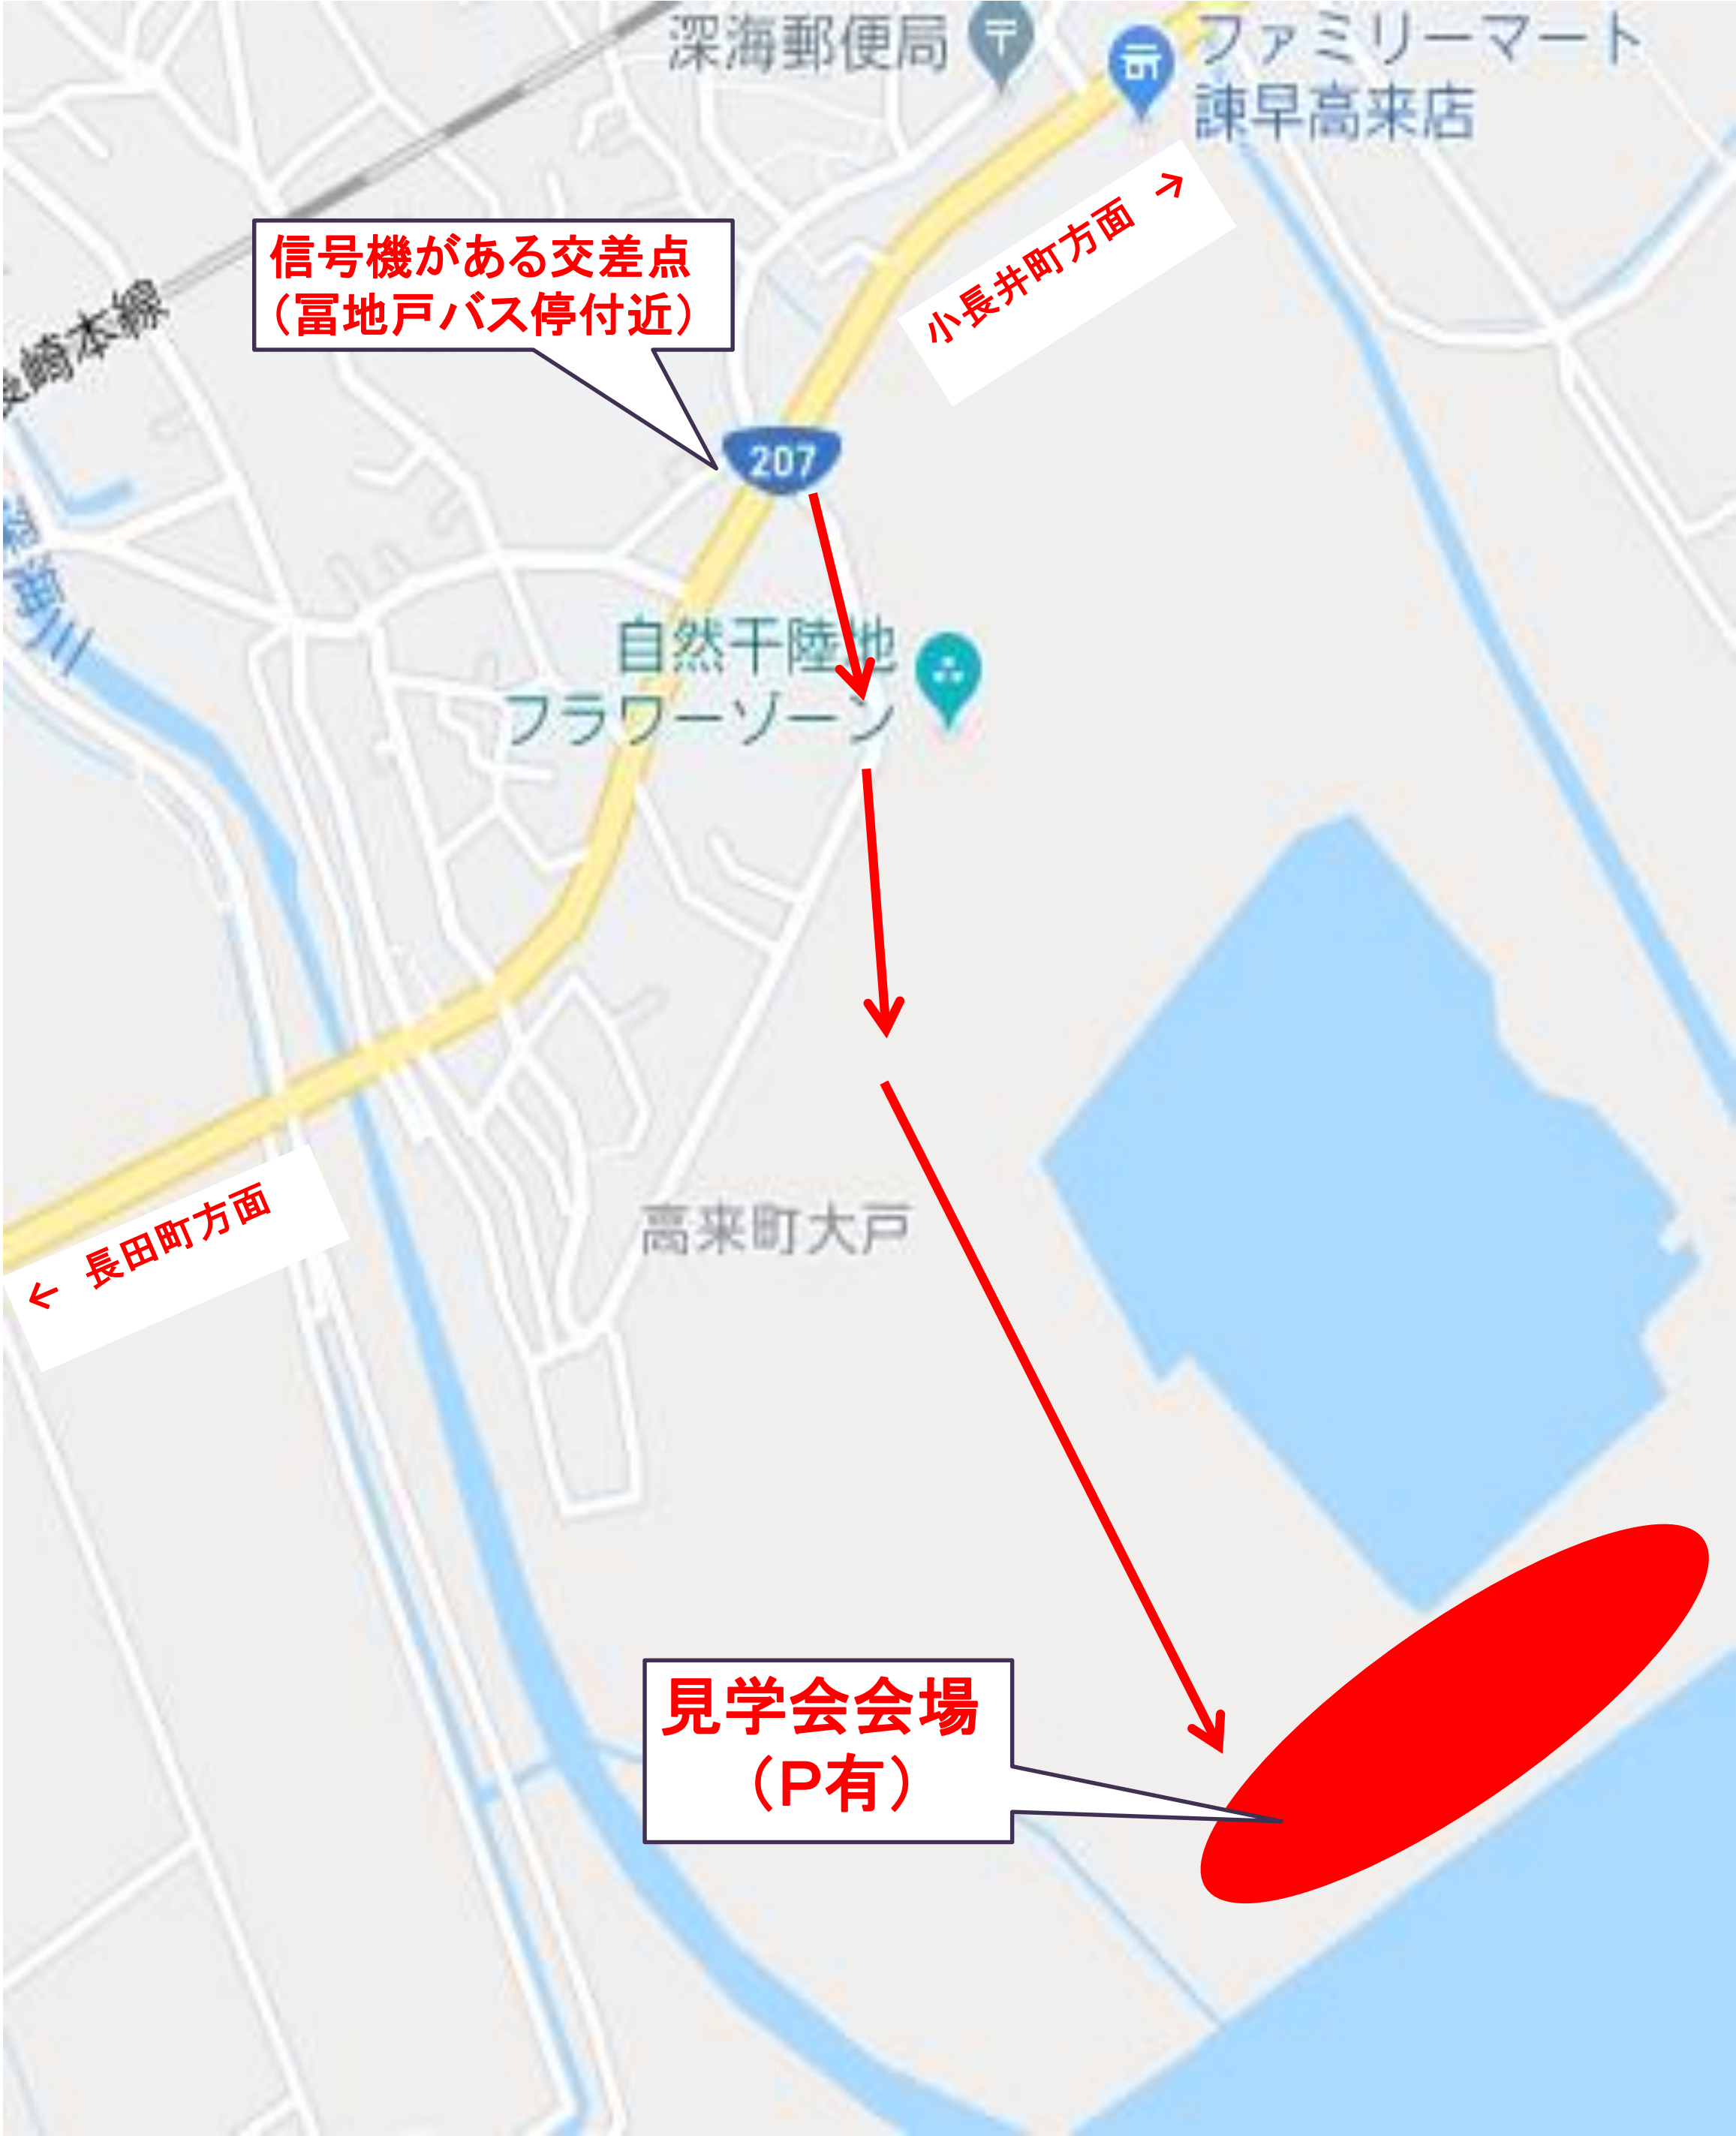 深海郵便局
ファミリーマート
諫早高来店
小長井町方面 →
信号機がある交差点
（冨地戸バス停付近）
崎本線
207
深海川
自然干陸地
フラワーゾーン
← 長田町方面
高来町大戸
見学会会場
（P有）